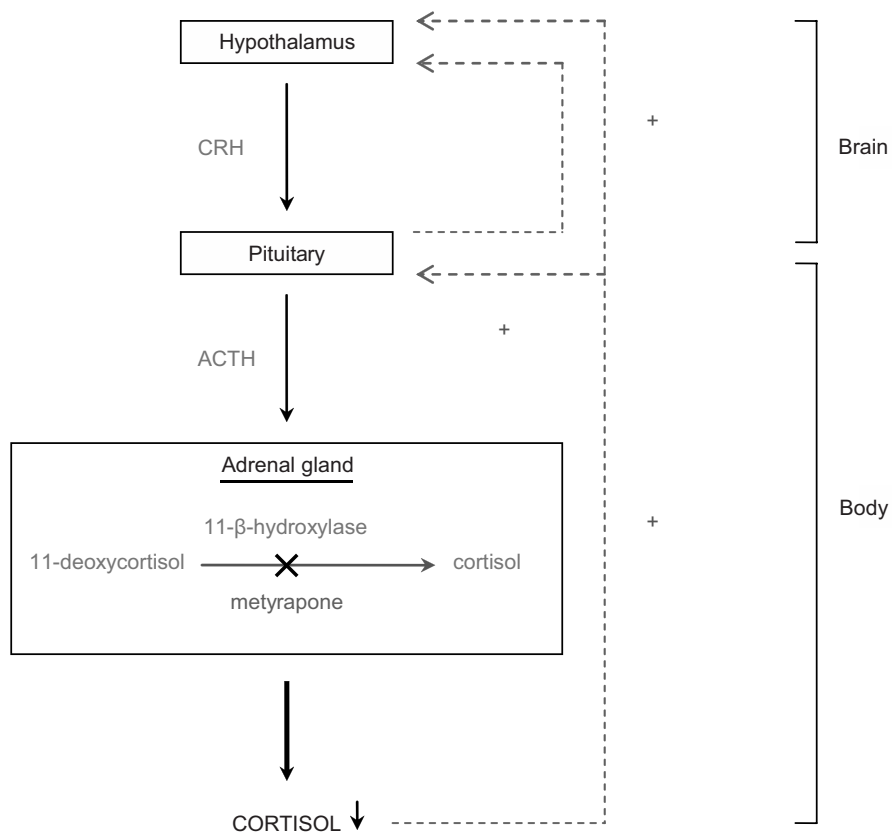 Hypothalamus
+
CRH
Brain
Pituitary
+
ACTH
Adrenal gland
Body
11-β-hydroxylase
+
11-deoxycortisol
cortisol
metyrapone
CORTISOL